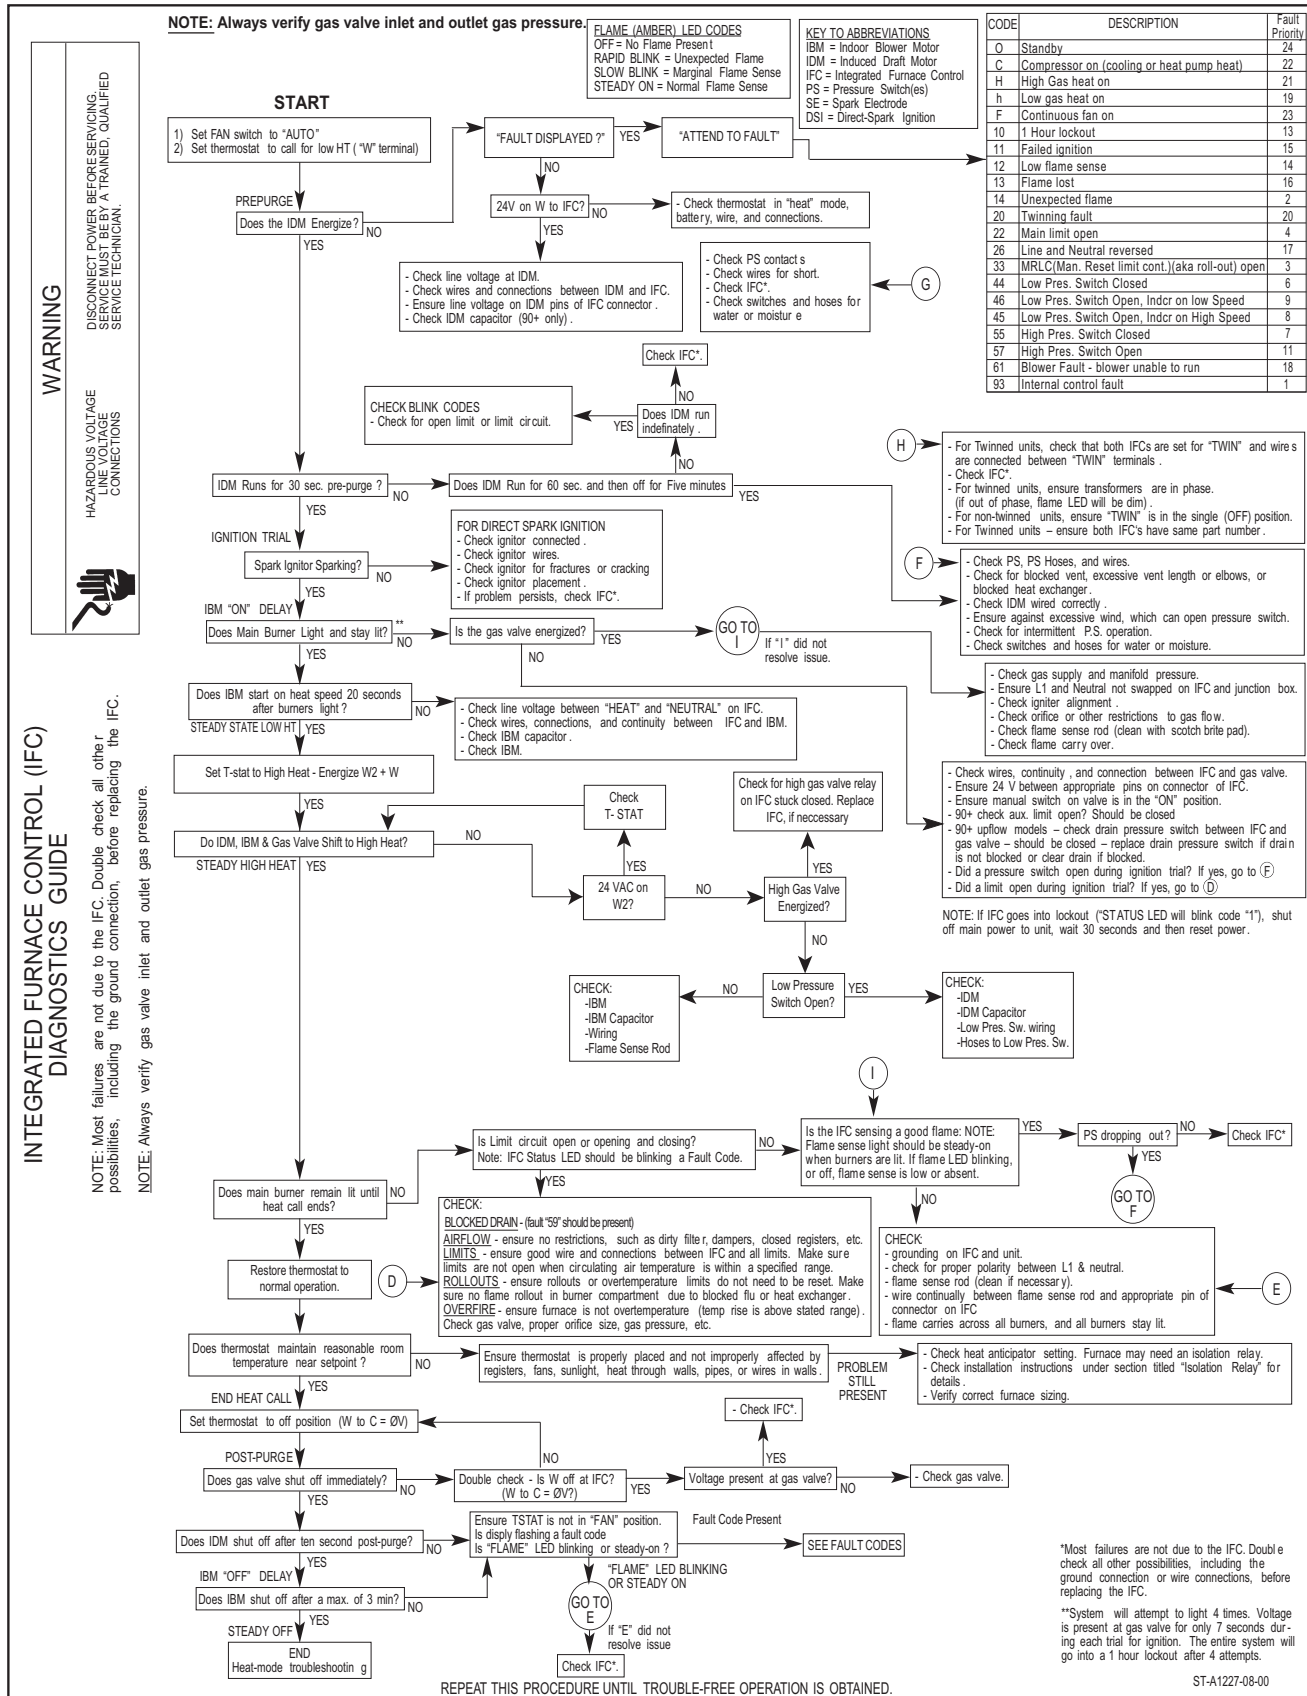 NOTE: Always verify gas valve inlet and outlet gas pressure.
FLAME (AMBER) LED CODES
OFF = No Flame Present
RAPID BLINK = Unexpected Flame
SLOW BLINK = Marginal Flame Sense
STEADY ON = Normal Flame Sense
KEY TO ABBREVIATIONS
IBM = Indoor Blower Motor
IDM = Induced Draft Motor
IFC = Integrated Furnace Control
PS = Pressure Switch(es)
SE = Spark Electrode
DSI = Direct-Spark Ignition
CODE DESCRIPTION Fault Priority
O Standby 24
C Compressor on (cooling or heat pump heat) 22
H High Gas heat on 21
h Low gas heat on 19
F Continuous fan on 23
10 1 Hour lockout 13
11 Failed ignition 15
12 Low flame sense 14
13 Flame lost 16
14 Unexpected flame 2
20 Twinning fault 20
22 Main limit open 4
26 Line and Neutral reversed 17
33 MRLC(Man. Reset limit cont.)(aka roll-out) open 3
44 Low Pres. Switch Closed 6
46 Low Pres. Switch Open, Indcr on low Speed 9
45 Low Pres. Switch Open, Indcr on High Speed 8
55 High Pres. Switch Closed 7
57 High Pres. Switch Open 11
61 Blower Fault - blower unable to run 18
93 Internal control fault 1
WARNING
HAZARDOUS VOLTAGE
LINE VOLTAGE
CONNECTIONS
DISCONNECT POWER BEFORE SERVICING.
SERVICE MUST BE BY A TRAINED, QUALIFIED
SERVICE TECHNICIAN.
INTEGRATED FURNACE CONTROL (IFC)
DIAGNOSTICS GUIDE
NOTE: Most failures are not due to the IFC. Double check all other
possibilities, including the ground connection, before replacing the IFC.
NOTE: Always verify gas valve inlet and outlet gas pressure.
START
1) Set FAN switch to “AUTO”
2) Set thermostat to call for low HT ( “W” terminal)
PREPURGE
Does the IDM Energize?
NO
YES
“FAULT DISPLAYED ?”
YES
“ATTEND TO FAULT”
NO
24V on W to IFC?
NO
- Check thermostat in “heat” mode,
battery, wire, and connections.
YES
- Check line voltage at IDM.
- Check wires and connections between IDM and IFC.
- Ensure line voltage on IDM pins of IFC connector .
- Check IDM capacitor (90+ only) .
- Check PS contact s
- Check wires for short.
- Check IFC*.
- Check switches and hoses for
water or moistur e
G
Check IFC*.
NO
CHECK BLINK CODES
- Check for open limit or limit circuit.
YES
Does IDM run
indefinately .
NO
IDM Runs for 30 sec. pre-purge ?
NO
Does IDM Run for 60 sec. and then off for Five minutes
YES
YES
H
- For Twinned units, check that both IFCs are set for “TWIN” and wire s
are connected between “TWIN” terminals .
- Check IFC*.
- For twinned units, ensure transformers are in phase.
(if out of phase, flame LED will be dim) .
- For non-twinned units, ensure “TWIN” is in the single (OFF) position.
- For Twinned units – ensure both IFC‘s have same part number .
IGNITION TRIAL
Spark Ignitor Sparking?
NO
YES
FOR DIRECT SPARK IGNITION
- Check ignitor connected .
- Check ignitor wires.
- Check ignitor for fractures or cracking
- Check ignitor placement .
- If problem persists, check IFC*.
F
- Check PS, PS Hoses, and wires.
- Check for blocked vent, excessive vent length or elbows, or
blocked heat exchanger.
- Check IDM wired correctly .
- Ensure against excessive wind, which can open pressure switch.
- Check for intermittent P.S. operation.
- Check switches and hoses for water or moisture.
IBM “ON” DELAY
Does Main Burner Light and stay lit?
**
NO
YES
Is the gas valve energized?
YES
NO
GO TO
I
If “I” did not
resolve issue.
- Check gas supply and manifold pressure.
- Ensure L1 and Neutral not swapped on IFC and junction box.
- Check igniter alignment .
- Check orifice or other restrictions to gas flow.
- Check flame sense rod (clean with scotch brite pad).
- Check flame carry over.
Does IBM start on heat speed 20 seconds
after burners light ?
NO
- Check line voltage between “HEAT” and “NEUTRAL” on IFC.
- Check wires, connections, and continuity between IFC and IBM.
- Check IBM capacitor .
- Check IBM.
STEADY STATE LOW HT
YES
Set T-stat to High Heat - Energize W2 + W
YES
- Check wires, continuity , and connection between IFC and gas valve.
- Ensure 24 V between appropriate pins on connector of IFC.
- Ensure manual switch on valve is in the “ON” position.
- 90+ check aux. limit open? Should be closed
- 90+ upflow models – check drain pressure switch between IFC and
gas valve – should be closed – replace drain pressure switch if drain
is not blocked or clear drain if blocked.
- Did a pressure switch open during ignition trial? If yes, go to F
- Did a limit open during ignition trial? If yes, go to D
NOTE: If IFC goes into lockout (“STATUS LED will blink code “1”), shut
off main power to unit, wait 30 seconds and then reset power.
Do IDM, IBM & Gas Valve Shift to High Heat?
NO
STEADY HIGH HEAT
YES
Check
T- STAT
YES
24 VAC on
W2?
NO
Check for high gas valve relay
on IFC stuck closed. Replace
IFC, if neccessary
YES
High Gas Valve
Energized?
NO
Low Pressure
Switch Open?
NO
YES
CHECK:
-IBM
-IBM Capacitor
-Wiring
-Flame Sense Rod
CHECK:
-IDM
-IDM Capacitor
-Low Pres. Sw. wiring
-Hoses to Low Pres. Sw.
I
Does main burner remain lit until
heat call ends?
NO
YES
Is Limit circuit open or opening and closing?
Note: IFC Status LED should be blinking a Fault Code.
NO
YES
Is the IFC sensing a good flame: NOTE:
Flame sense light should be steady-on
when burners are lit. If flame LED blinking,
or off, flame sense is low or absent.
YES
NO
PS dropping out?
NO
Check IFC*
YES
GO TO
F
D
CHECK:
BLOCKED DRAIN - (fault “59” should be present)
AIRFLOW - ensure no restrictions, such as dirty filter, dampers, closed registers, etc.
LIMITS - ensure good wire and connections between IFC and all limits. Make sure
limits are not open when circulating air temperature is within a specified range.
ROLLOUTS - ensure rollouts or overtemperature limits do not need to be reset. Make
sure no flame rollout in burner compartment due to blocked flu or heat exchanger.
OVERFIRE - ensure furnace is not overtemperature (temp rise is above stated range) .
Check gas valve, proper orifice size, gas pressure, etc.
CHECK:
- grounding on IFC and unit.
- check for proper polarity between L1 & neutral.
- flame sense rod (clean if necessary).
- wire continually between flame sense rod and appropriate pin of
connector on IFC
- flame carries across all burners, and all burners stay lit.
E
Restore thermostat to
normal operation.
Does thermostat maintain reasonable room
temperature near setpoint ?
NO
YES
Ensure thermostat is properly placed and not improperly affected by
registers, fans, sunlight, heat through walls, pipes, or wires in walls .
PROBLEM
STILL
PRESENT
- Check heat anticipator setting. Furnace may need an isolation relay.
- Check installation instructions under section titled “Isolation Relay” for
details .
- Verify correct furnace sizing.
END HEAT CALL
Set thermostat to off position (W to C = ØV)
POST-PURGE
Does gas valve shut off immediately?
NO
YES
NO
Double check - Is W off at IFC?
(W to C = ØV?)
YES
- Check IFC*.
YES
Voltage present at gas valve?
NO
- Check gas valve.
Does IDM shut off after ten second post-purge?
NO
YES
Ensure TSTAT is not in “FAN” position.
Is disply flashing a fault code
Is “FLAME” LED blinking or steady-on ?
Fault Code Present
SEE FAULT CODES
“FLAME” LED BLINKING
OR STEADY ON
IBM “OFF” DELAY
Does IBM shut off after a max. of 3 min?
NO
YES
GO TO
E
If “E” did not
resolve issue
Check IFC*.
STEADY OFF
END
Heat-mode troubleshootin g
*Most failures are not due to the IFC. Double
check all other possibilities, including the
ground connection or wire connections, before
replacing the IFC.
**System will attempt to light 4 times. Voltage
is present at gas valve for only 7 seconds dur-
ing each trial for ignition. The entire system will
go into a 1 hour lockout after 4 attempts.
ST-A1227-08-00
REPEAT THIS PROCEDURE UNTIL TROUBLE-FREE OPERATION IS OBTAINED.